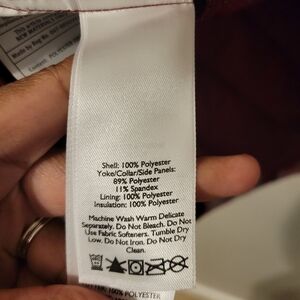 Shell: 100% Polyester
Yoke/Collar/Side Panels:
89% Polyester
11% Spandex
Lining: 100% Polyester
Insulation: 100% Polyester
Machine Wash Warm Delicate
Separately. Do Not Bleach. Do Not
Use Fabric Softeners. Tumble Dry
Low. Do Not Iron. Do Not Dry
Clean.
100% POLYESTER